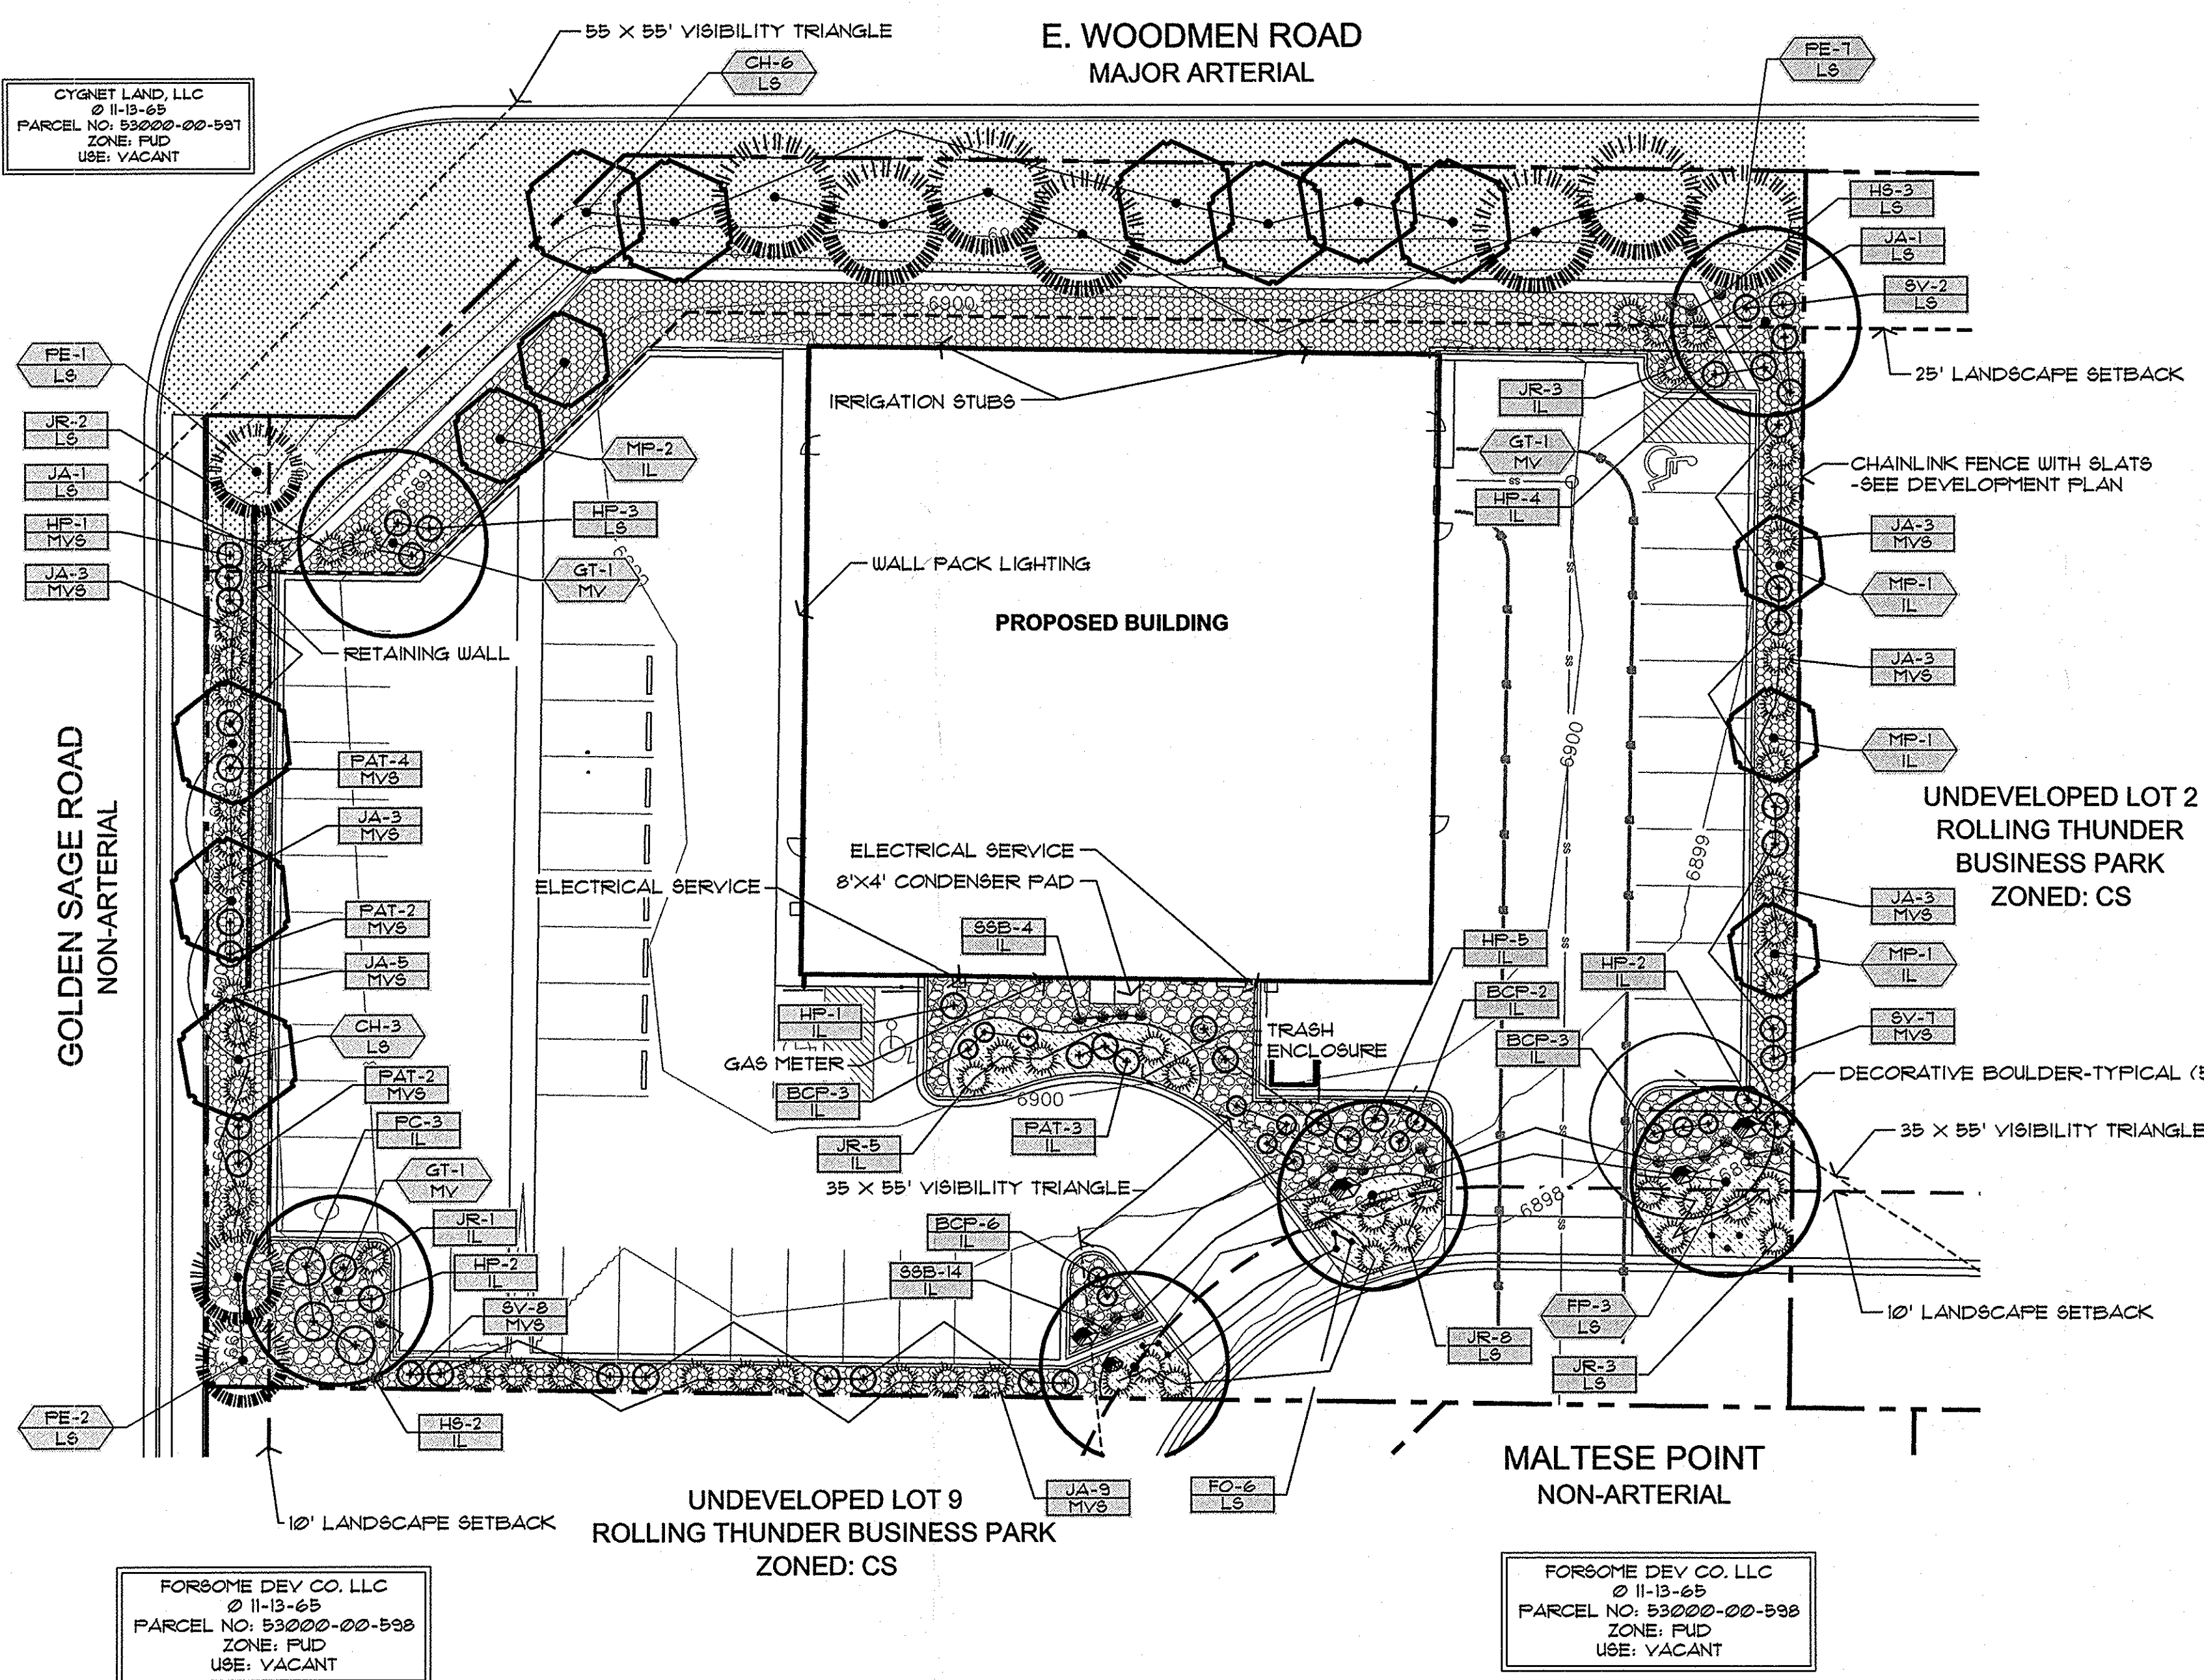 55 X 55' VISIBILITY TRIANGLE
E. WOODMEN ROAD
MAJOR ARTERIAL
CH-6
LS
PE-7
LS
CYGNET LAND, LLC
Ø 11-13-65
PARCEL NO: 53000-00-597
ZONE: PUD
USE: VACANT
HS-3
LS
JA-1
LS
SV-2
LS
6900
PE-1
LS
25' LANDSCAPE SETBACK
IRRIGATION STUBS
JR-3
IL
JR-2
LS
MP-2
IL
GT-1
MV
CHAINLINK FENCE WITH SLATS
-SEE DEVELOPMENT PLAN
JA-1
LS
HP-4
IL
HP-3
LS
HP-1
MVS
JA-3
MVS
JA-3
MVS
GT-1
MV
WALL PACK LIGHTING
MP-1
IL
PROPOSED BUILDING
RETAINING WALL
JA-3
MVS
6900
MP-1
IL
PAT-4
MVS
GOLDEN SAGE ROAD
NON-ARTERIAL
JA-3
MVS
UNDEVELOPED LOT 2
ROLLING THUNDER
BUSINESS PARK
ZONED: CS
ELECTRICAL SERVICE
8'X4' CONDENSER PAD
6899
ELECTRICAL SERVICE
JA-3
MVS
PAT-2
MVS
SSB-4
IL
HP-5
IL
HP-2
IL
MP-1
IL
JA-5
MVS
BCP-2
IL
HP-1
IL
CH-3
LS
TRASH
ENCLOSURE
BCP-3
IL
SV-7
MVS
GAS METER
DECORATIVE BOULDER-TYPICAL (5
PAT-2
MVS
BCP-3
IL
6900
PC-3
IL
PAT-3
IL
35 X 55' VISIBILITY TRIANGLE
JR-5
IL
GT-1
MV
35 X 55' VISIBILITY TRIANGLE
6898
JR-1
IL
BCP-6
IL
HP-2
IL
SSB-14
IL
SV-8
MVS
FP-3
LS
10' LANDSCAPE SETBACK
JR-8
LS
JR-3
LS
PE-2
LS
HS-2
IL
MALTESE POINT
NON-ARTERIAL
JA-9
MVS
FO-6
LS
10' LANDSCAPE SETBACK
UNDEVELOPED LOT 9
ROLLING THUNDER BUSINESS PARK
ZONED: CS
FORSOME DEV CO. LLC
Ø 11-13-65
PARCEL NO: 53000-00-598
ZONE: PUD
USE: VACANT
FORSOME DEV CO. LLC
Ø 11-13-65
PARCEL NO: 53000-00-598
ZONE: PUD
USE: VACANT